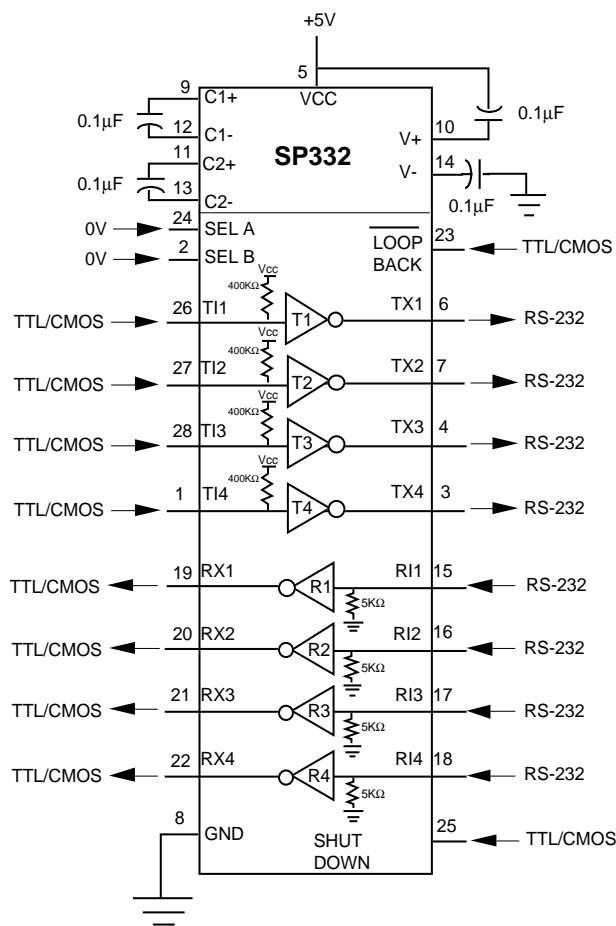 +5V
9
5
C1+
VCC
0.1µF
0.1µF
12
C1-
V+
10
11
C2+
SP332
V-
14
0.1µF
13
C2-
0.1µF
24
0V
SEL A
LOOP
BACK
23
TTL/CMOS
2
0V
SEL B
Vcc
400KΩ
TTL/CMOS
26
TI1
T1
TX1
6
RS-232
Vcc
400KΩ
TTL/CMOS
27
TI2
T2
TX2
7
RS-232
Vcc
400KΩ
TTL/CMOS
28
TI3
T3
TX3
4
RS-232
Vcc
400KΩ
TTL/CMOS
1
TI4
T4
TX4
3
RS-232
TTL/CMOS
19
RX1
R1
RI1
15
RS-232
5KΩ
TTL/CMOS
20
RX2
R2
RI2
16
RS-232
5KΩ
TTL/CMOS
21
RX3
R3
RI3
17
RS-232
5KΩ
TTL/CMOS
22
RX4
R4
RI4
18
RS-232
5KΩ
8
GND
SHUT
DOWN
25
TTL/CMOS